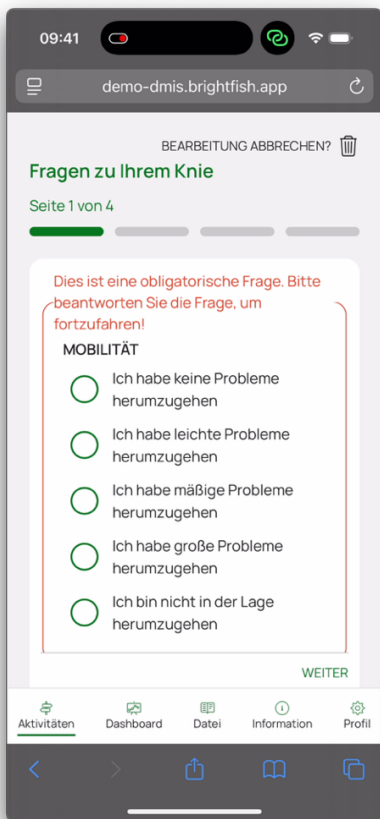 09:41
demo-dmis.brightfish.app
BEARBEITUNG ABBRECHEN?
Fragen zu Ihrem Knie
Seite 1 von 4
Dies ist eine obligatorische Frage. Bitte
beantworten Sie die Frage, um
fortzufahren!
MOBILITÄT
Ich habe keine Probleme
herumzugehen
Ich habe leichte Probleme
herumzugehen
Ich habe mäßige Probleme
herumzugehen
Ich habe große Probleme
herumzugehen
Ich bin nicht in der Lage
herumzugehen
WEITER
Aktivitäten Dashboard Datei Information Profil